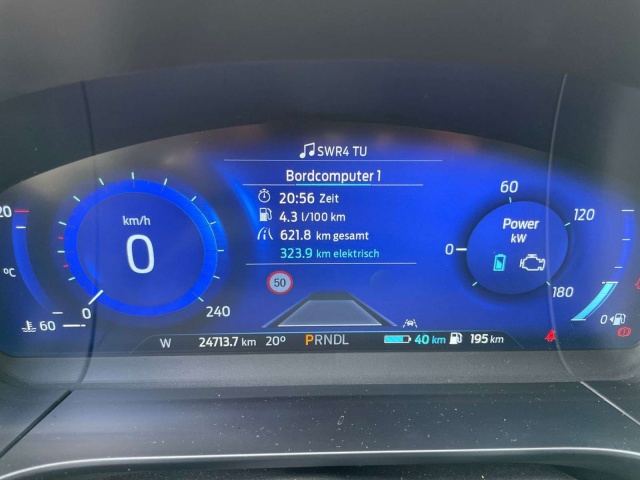 SWR4 TU
Bordcomputer 1
20:56 Zeit
4.3 l/100 km
621.8 km gesamt
323.9 km elektrisch
50
km/h
0
0
240
20
°C
60
Power
kW
0
60
120
180
0
W 24713.7 km 20° PRNDL 40 km 195 km